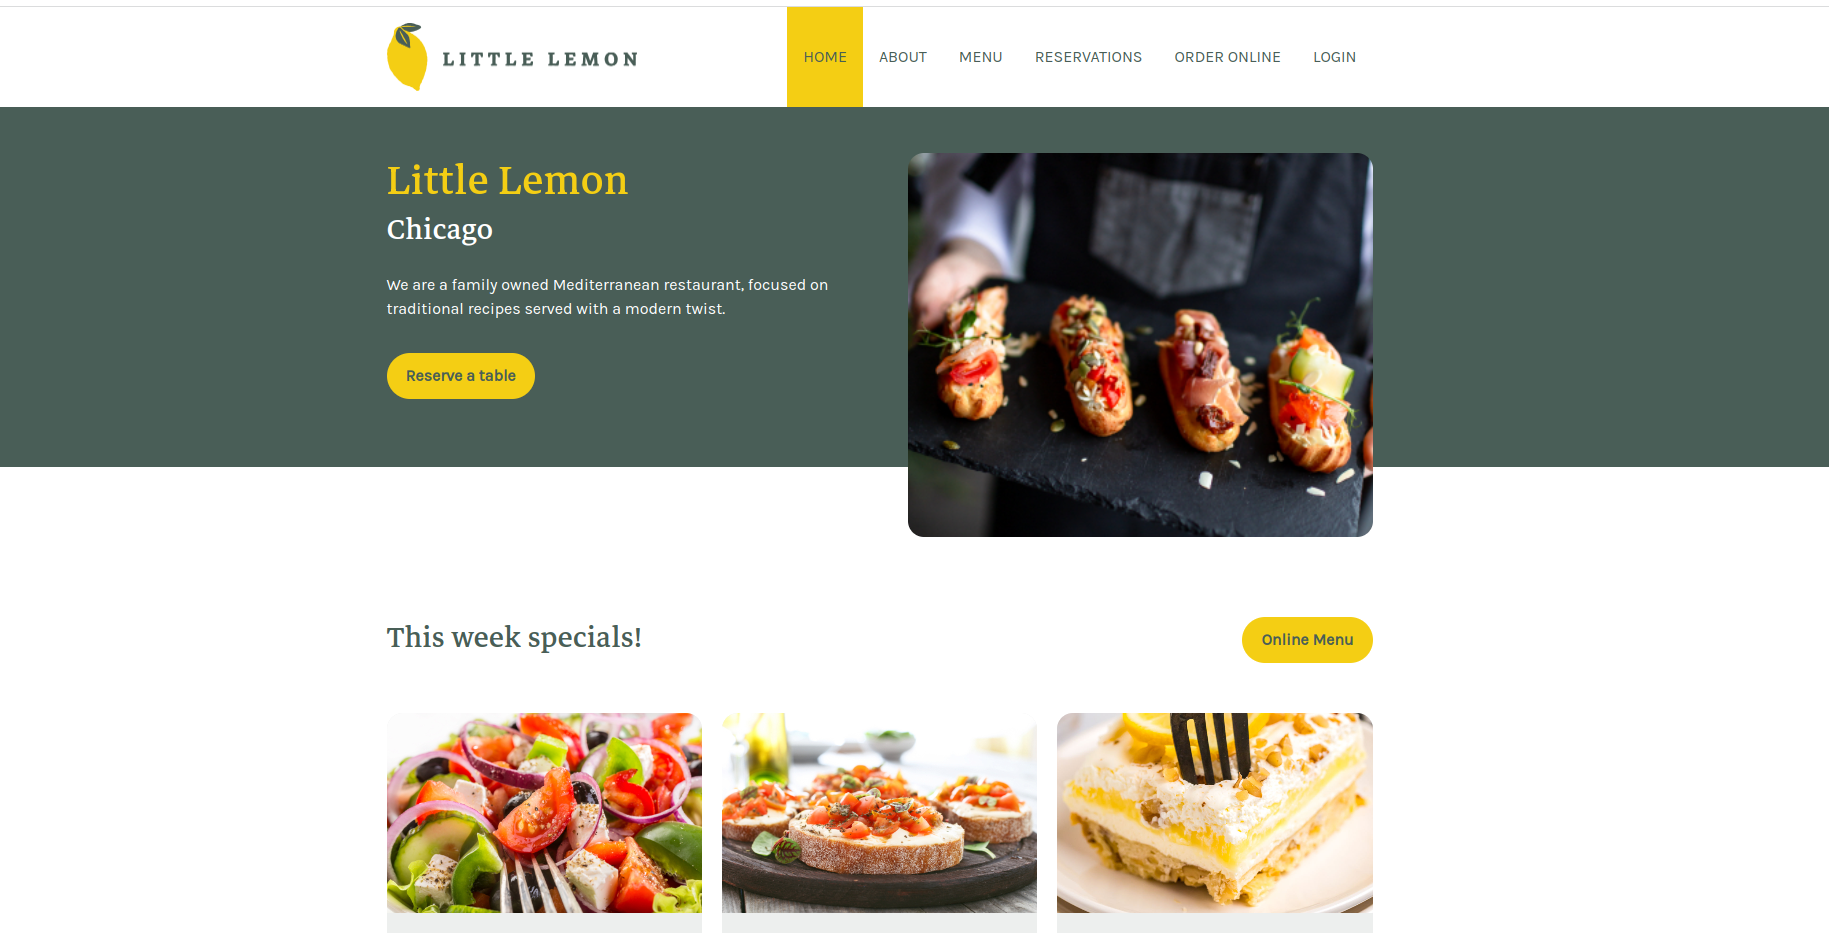 LITTLE LEMON
HOME ABOUT MENU RESERVATIONS ORDER ONLINE LOGIN
Little Lemon
Chicago
We are a family owned Mediterranean restaurant, focused on
traditional recipes served with a modern twist.
Reserve a table
This week specials!
Online Menu